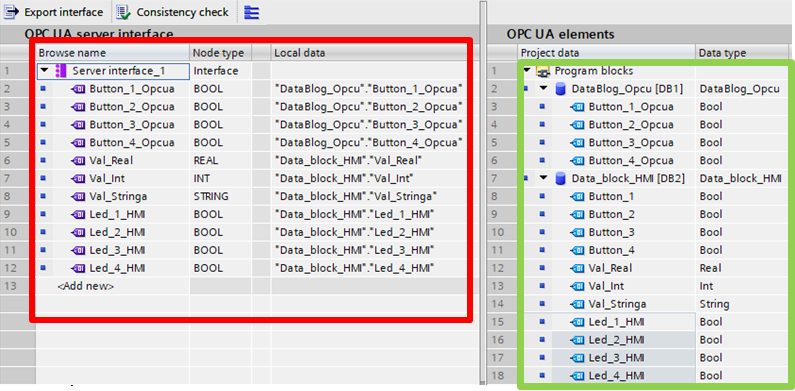 Export interface Consistency check
OPC UA server interface
Browse name Node type Local data
1 Server interface_1 Interface
2 Button_1_Opcua BOOL "DataBlog_Opcu"."Button_1_Opcua"
3 Button_2_Opcua BOOL "DataBlog_Opcu"."Button_2_Opcua"
4 Button_3_Opcua BOOL "DataBlog_Opcu"."Button_3_Opcua"
5 Button_4_Opcua BOOL "DataBlog_Opcu"."Button_4_Opcua"
6 Val_Real REAL "Data_block_HMI"."Val_Real"
7 Val_Int INT "Data_block_HMI"."Val_Int"
8 Val_Stringa STRING "Data_block_HMI"."Val_Stringa"
9 Led_1_HMI BOOL "Data_block_HMI"."Led_1_HMI"
10 Led_2_HMI BOOL "Data_block_HMI"."Led_2_HMI"
11 Led_3_HMI BOOL "Data_block_HMI"."Led_3_HMI"
12 Led_4_HMI BOOL "Data_block_HMI"."Led_4_HMI"
13 <Add new>
OPC UA elements
Project data Data type
1 Program blocks
2 DataBlog_Opcu [DB1] DataBlog_Opcu
3 Button_1_Opcua Bool
4 Button_2_Opcua Bool
5 Button_3_Opcua Bool
6 Button_4_Opcua Bool
7 Data_block_HMI [DB2] Data_block_HMI
8 Button_1 Bool
9 Button_2 Bool
10 Button_3 Bool
11 Button_4 Bool
12 Val_Real Real
13 Val_Int Int
14 Val_Stringa String
15 Led_1_HMI Bool
16 Led_2_HMI Bool
17 Led_3_HMI Bool
18 Led_4_HMI Bool